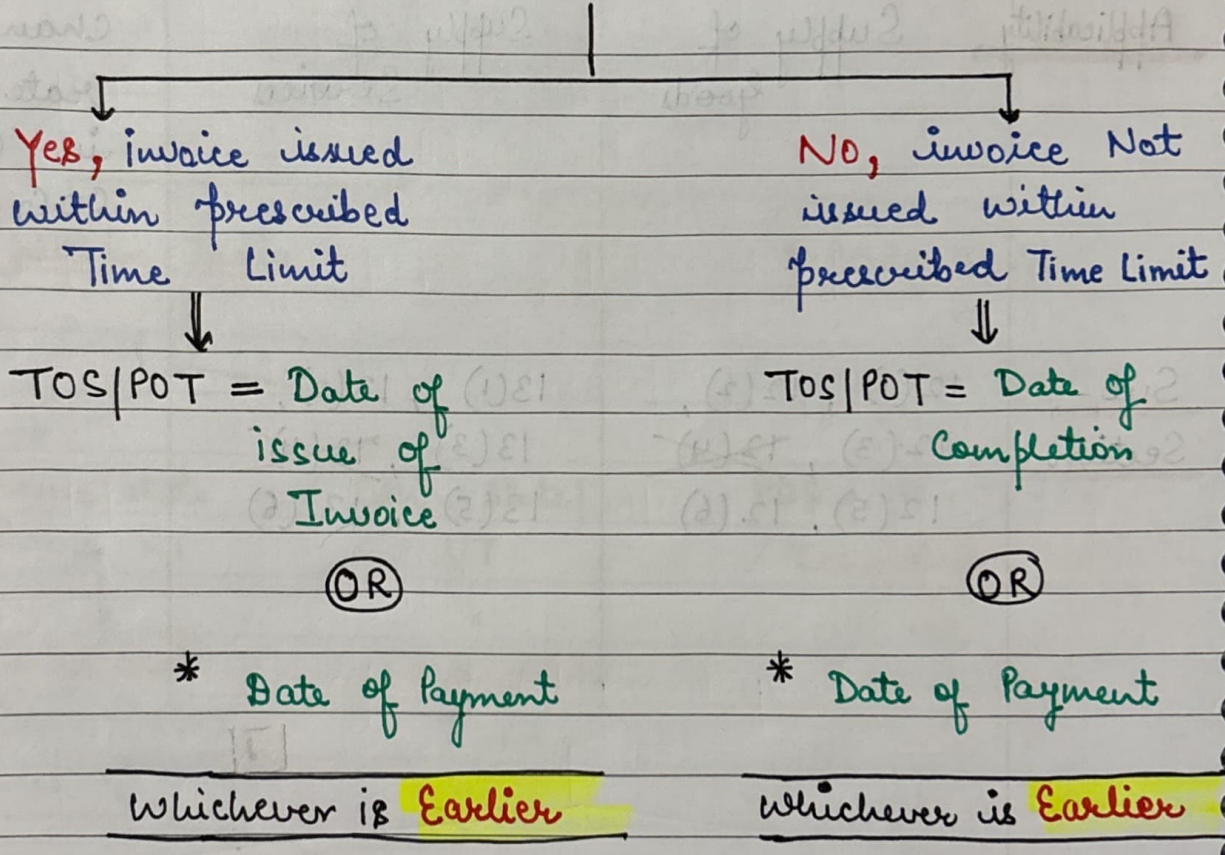 Yes, invoice issued
within prescribed
Time Limit
TOS/POT = Date of
issue of
Invoice
OR
* Date of Payment
whichever is Earlier
No, invoice Not
issued within
prescribed Time Limit
TOS/POT = Date of
Completion
OR
* Date of Payment
whichever is Earlier